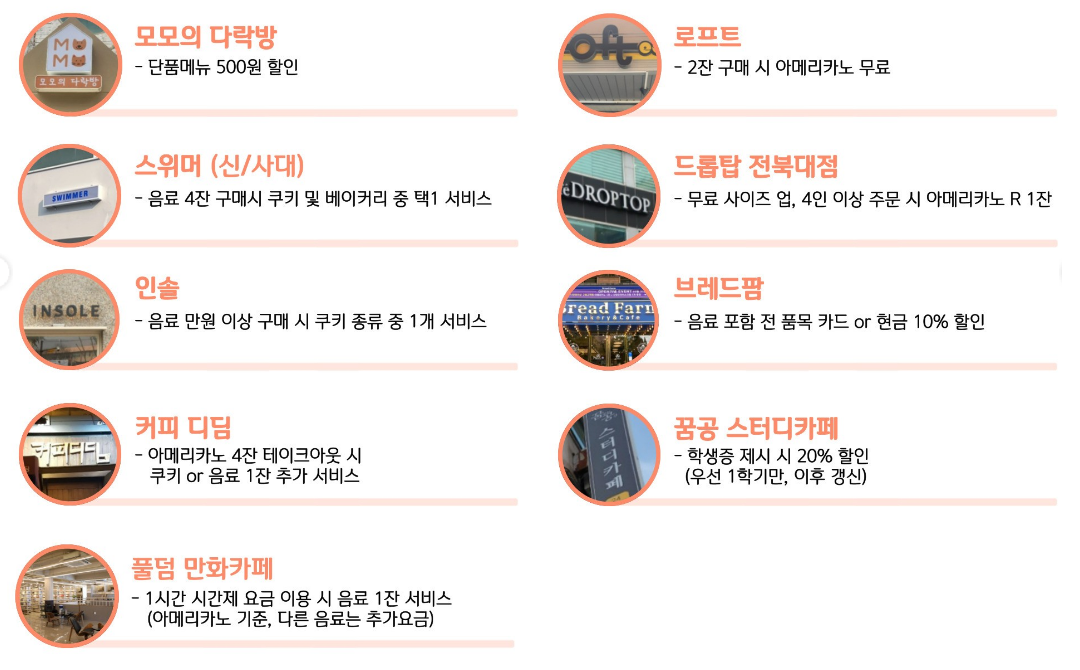 MOMO
모모의 다락방
모모의 다락방
- 단품메뉴 500원 할인
SWIMMER
스위머 (신/사대)
- 음료 4잔 구매시 쿠키 및 베이커리 중 택1 서비스
INSOLE
인솔
- 음료 만원 이상 구매 시 쿠키 종류 중 1개 서비스
커피디딤
커피 디딤
- 아메리카노 4잔 테이크아웃 시
쿠키 or 음료 1잔 추가 서비스
풀덤 만화카페
- 1시간 시간제 요금 이용 시 음료 1잔 서비스
(아메리카노 기준, 다른 음료는 추가요금)
oft
로프트
- 2잔 구매 시 아메리카노 무료
DROPTOP
드롭탑 전북대점
- 무료 사이즈 업, 4인 이상 주문 시 아메리카노 R 1잔
Bread Farm
Bakery & Cafe
브레드팜
- 음료 포함 전 품목 카드 or 현금 10% 할인
꿈공
스터디카페
꿈공 스터디카페
- 학생증 제시 시 20% 할인
(우선 1학기만, 이후 갱신)